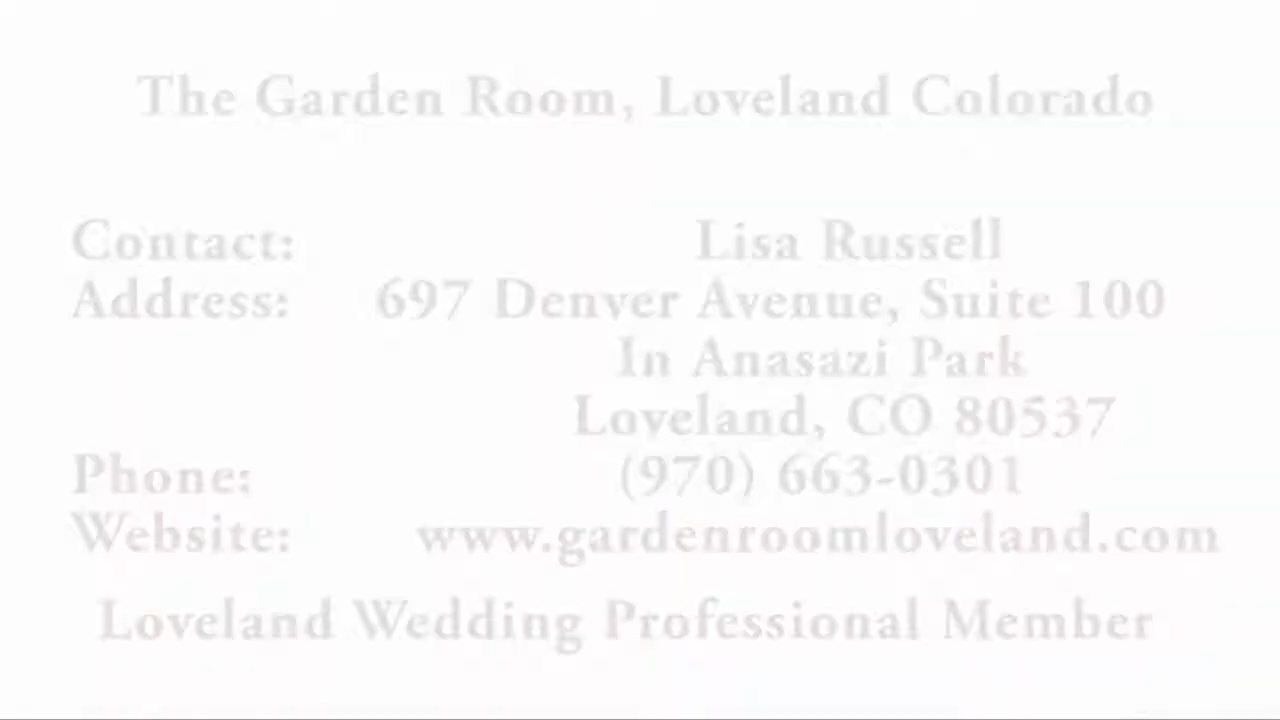 The Garden Room, Loveland Colorado
Contact: Lisa Russell
Address: 697 Denver Avenue, Suite 100
In Anasazi Park
Loveland, CO 80537
Phone: (970) 663-0301
Website: www.gardenroomloveland.com
Loveland Wedding Professional Member